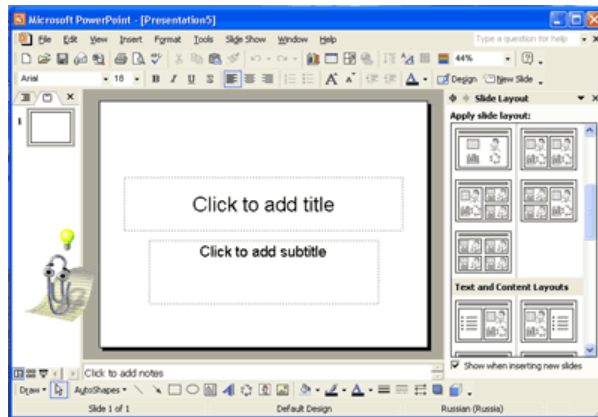 Microsoft PowerPoint - [Presentation5]
File Edit View Insert Format Tools Slide Show Window Help Type a question for help
44%
Arial 18 B I U S A A A Design New Slide
Slide Layout
Apply slide layout:
1
Click to add title
Click to add subtitle
Text and Content Layouts
Click to add notes
Show when inserting new slides
Draw AutoShapes
Slide 1 of 1 Default Design Russian (Russia)